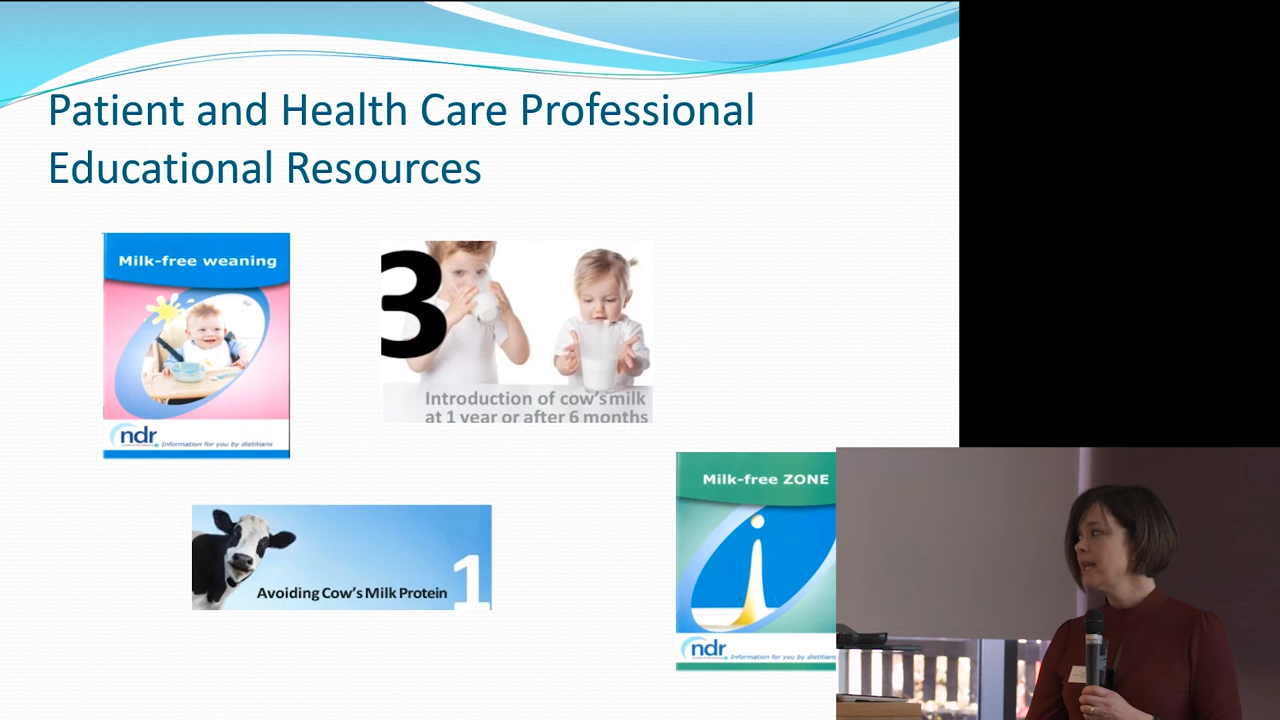 Patient and Health Care Professional
Educational Resources
Milk-free weaning
ndr Information for you by dietitians
3
Introduction of cow's milk
at 1 year or after 6 months
Avoiding Cow's Milk Protein
1
Milk-free ZONE
ndr Information for you by dietitians